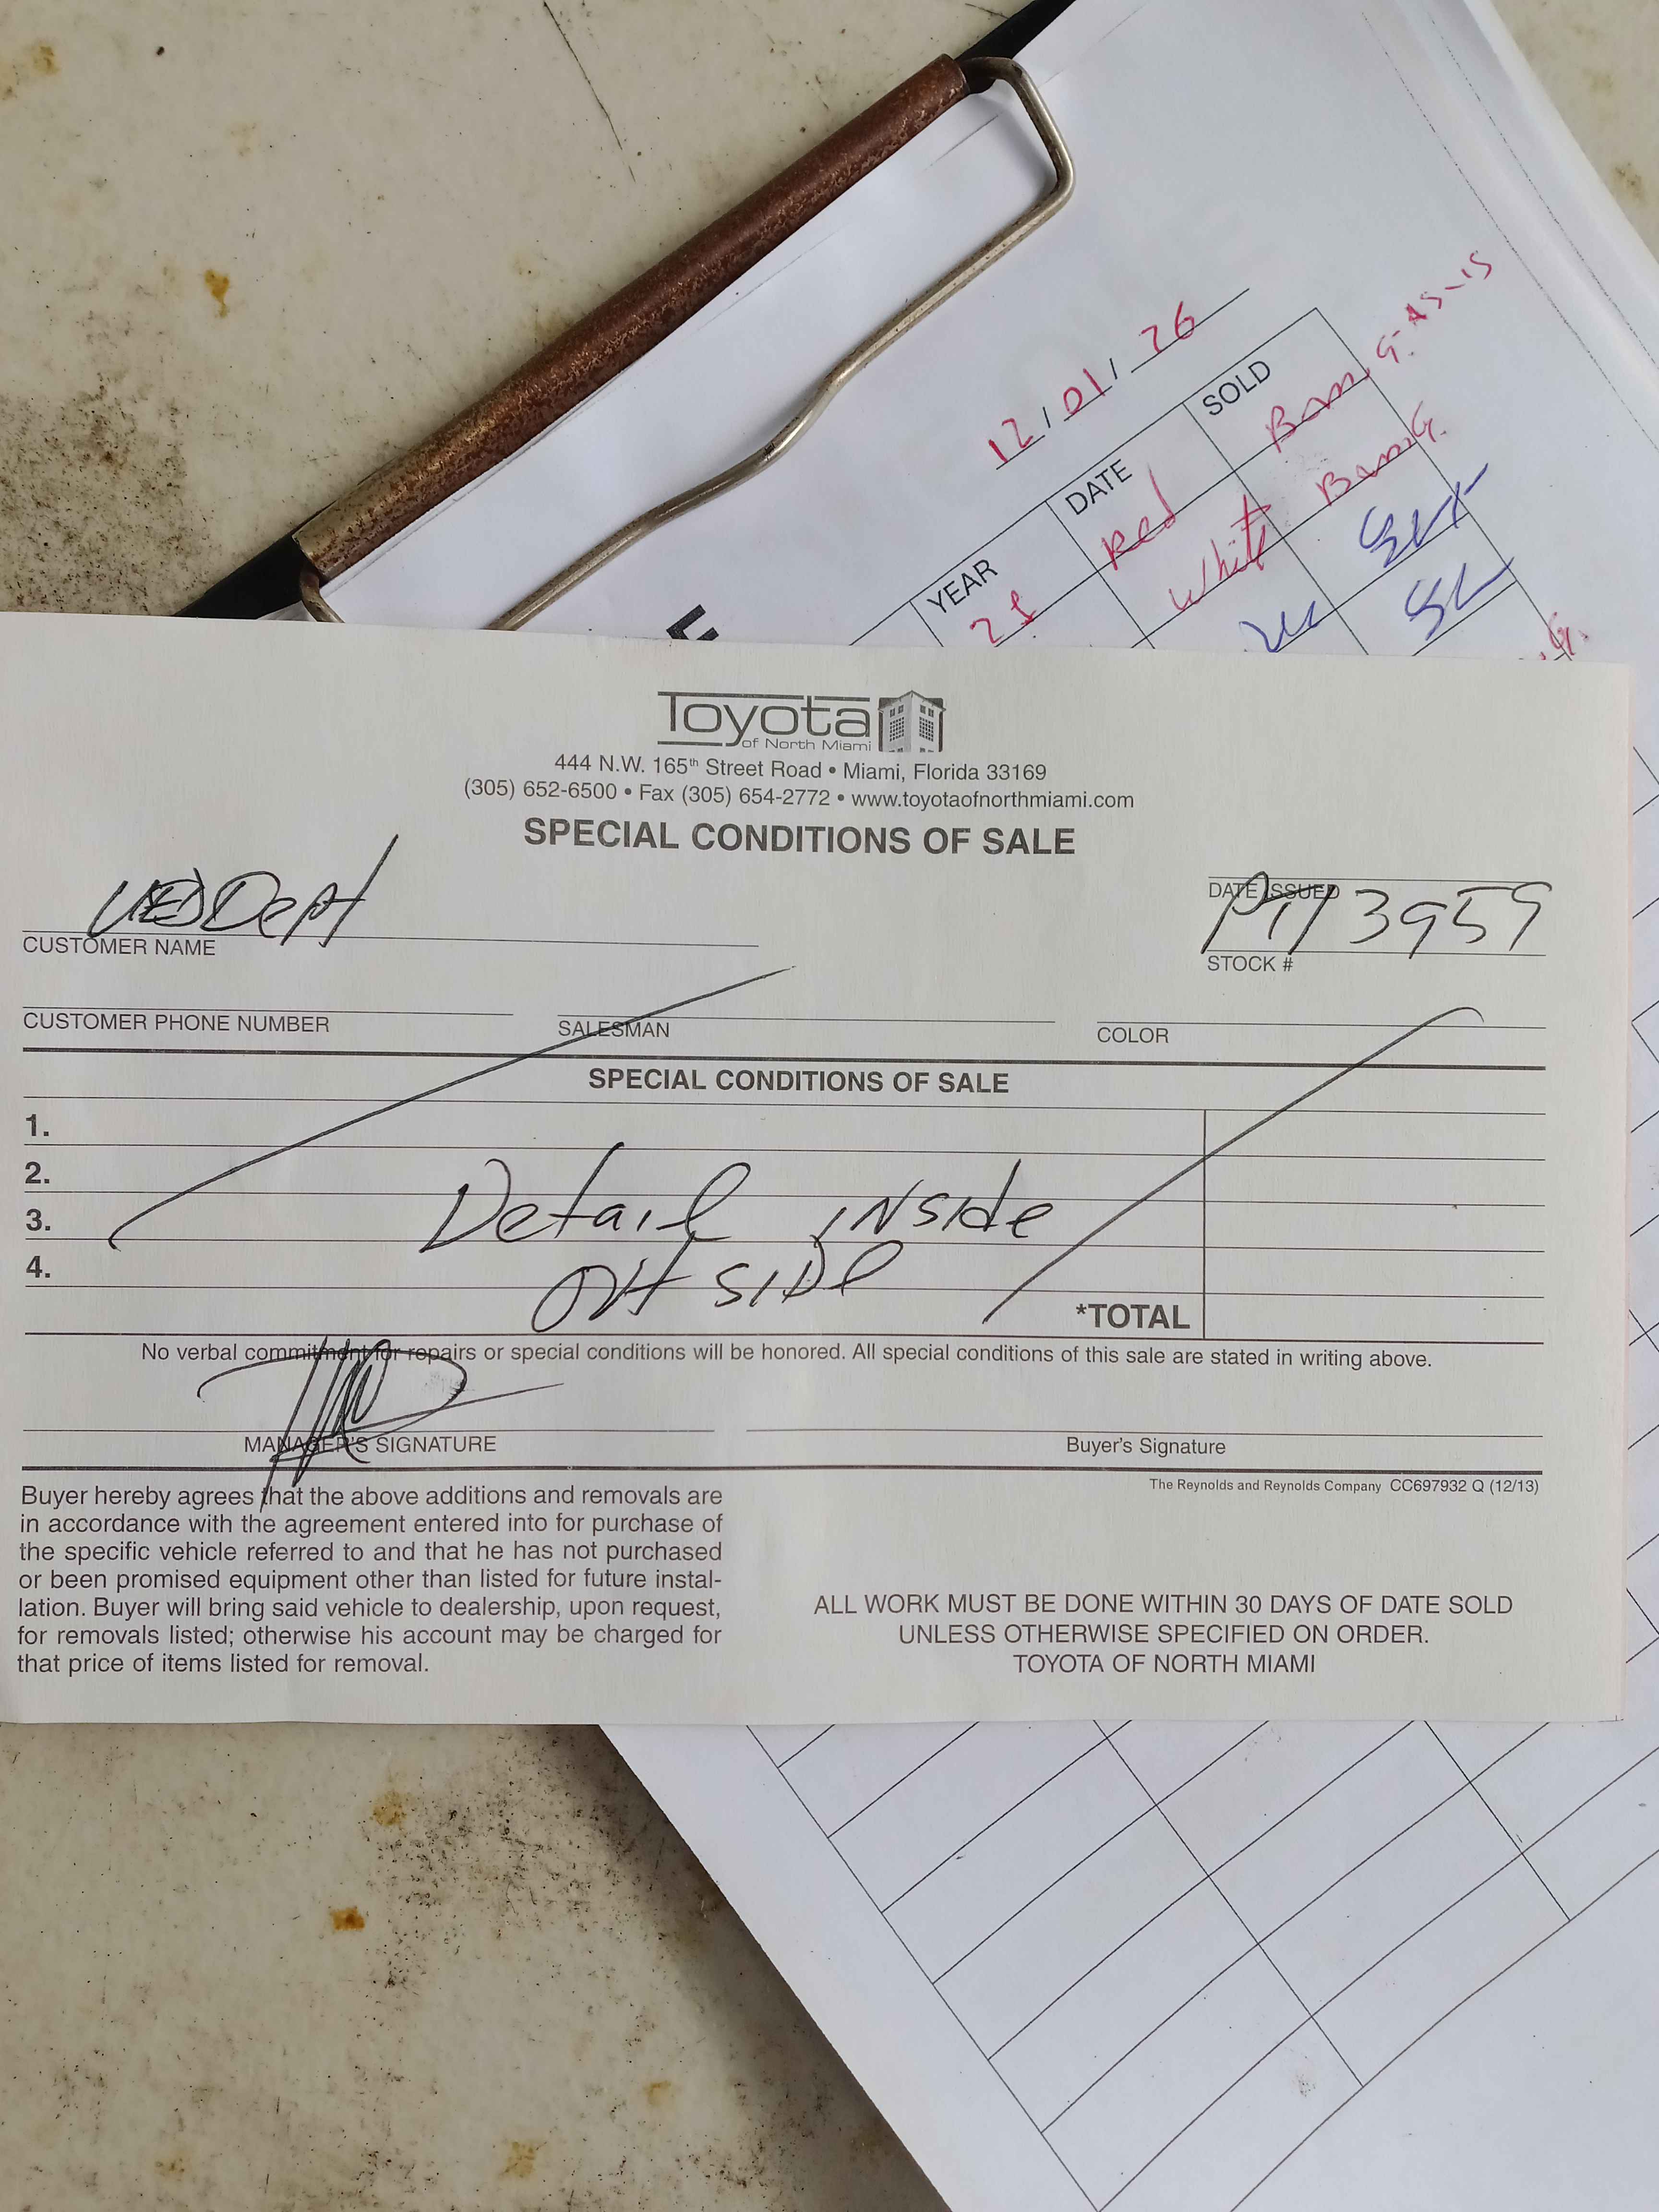 12/01/26
SOLD
DATE
YEAR
G. AS-IS
Red
White
21
Toyota
of North Miami
444 N.W. 165th Street Road • Miami, Florida 33169
(305) 652-6500 • Fax (305) 654-2772 • www.toyotaofnorthmiami.com
SPECIAL CONDITIONS OF SALE
Dept
DATE ISSUED
3959
CUSTOMER NAME
STOCK #
CUSTOMER PHONE NUMBER SALESMAN COLOR
SPECIAL CONDITIONS OF SALE
1.
2.
3. Detail inside
4. Out SIDE
*TOTAL
No verbal commitment for repairs or special conditions will be honored. All special conditions of this sale are stated in writing above.
MANAGER'S SIGNATURE Buyer's Signature
The Reynolds and Reynolds Company CC697932 Q (12/13)
Buyer hereby agrees that the above additions and removals are
in accordance with the agreement entered into for purchase of
the specific vehicle referred to and that he has not purchased
or been promised equipment other than listed for future instal-
lation. Buyer will bring said vehicle to dealership, upon request,
for removals listed; otherwise his account may be charged for
that price of items listed for removal.
ALL WORK MUST BE DONE WITHIN 30 DAYS OF DATE SOLD
UNLESS OTHERWISE SPECIFIED ON ORDER.
TOYOTA OF NORTH MIAMI